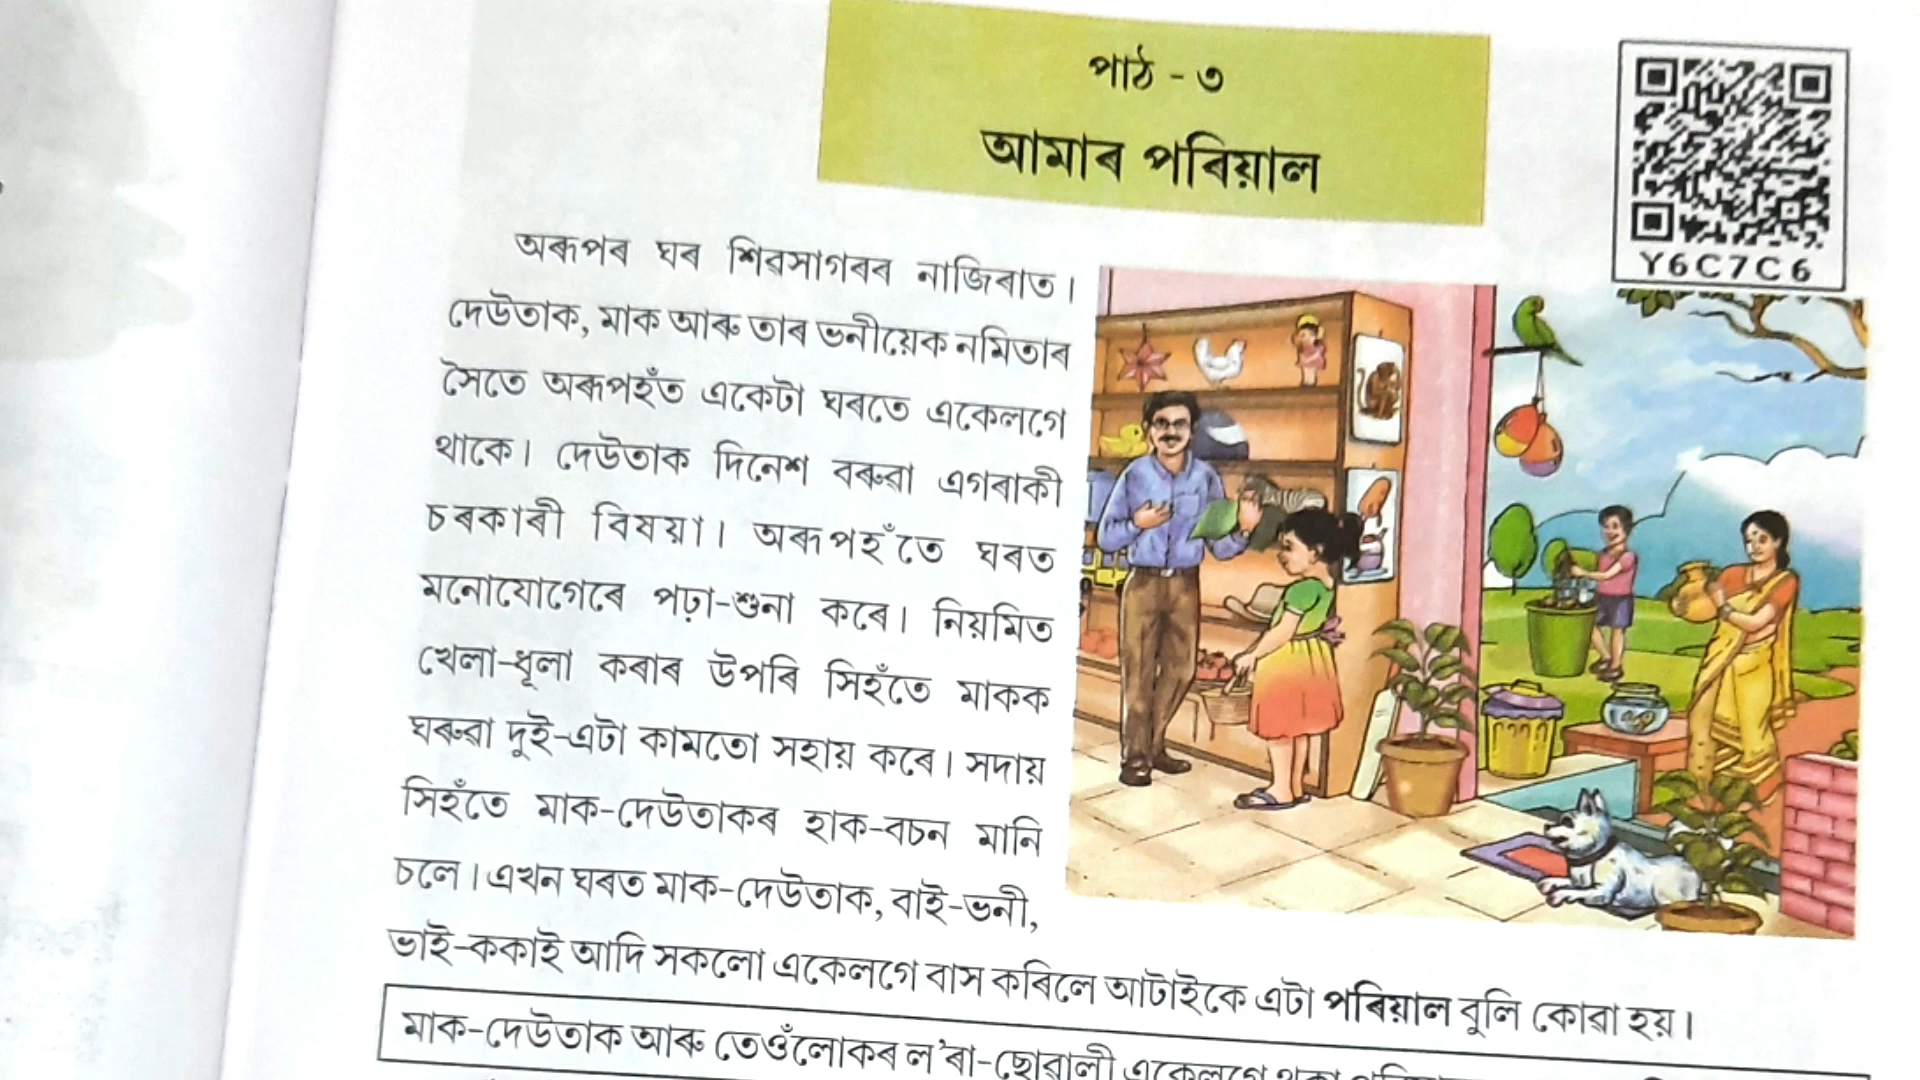 পাঠ - ৩
আমাৰ পৰিয়াল
Y6C7C6
অৰূপৰ ঘৰ শিৱসাগৰৰ নাজিৰাত।
দেউতাক, মাক আৰু তাৰ ভনীয়েক নমিতাৰ
সৈতে অৰূপহঁত একেটা ঘৰতে একেলগে
থাকে। দেউতাক দিনেশ বৰুৱা এগৰাকী
চৰকাৰী বিষয়া। অৰূপহঁতে ঘৰত
মনোযোগেৰে পঢ়া-শুনা কৰে। নিয়মিত
খেলা-ধূলা কৰাৰ উপৰি সিহঁতে মাকক
ঘৰুৱা দুই-এটা কামতো সহায় কৰে। সদায়
সিহঁতে মাক-দেউতাকৰ হাক-বচন মানি
চলে। এখন ঘৰত মাক-দেউতাক, বাই-ভনী,
ভাই-ককাই আদি সকলো একেলগে বাস কৰিলে আটাইকে এটা পৰিয়াল বুলি কোৱা হয়।
মাক-দেউতাক আৰু তেওঁলোকৰ ল'ৰা-ছোৱালী একেলগে থকা